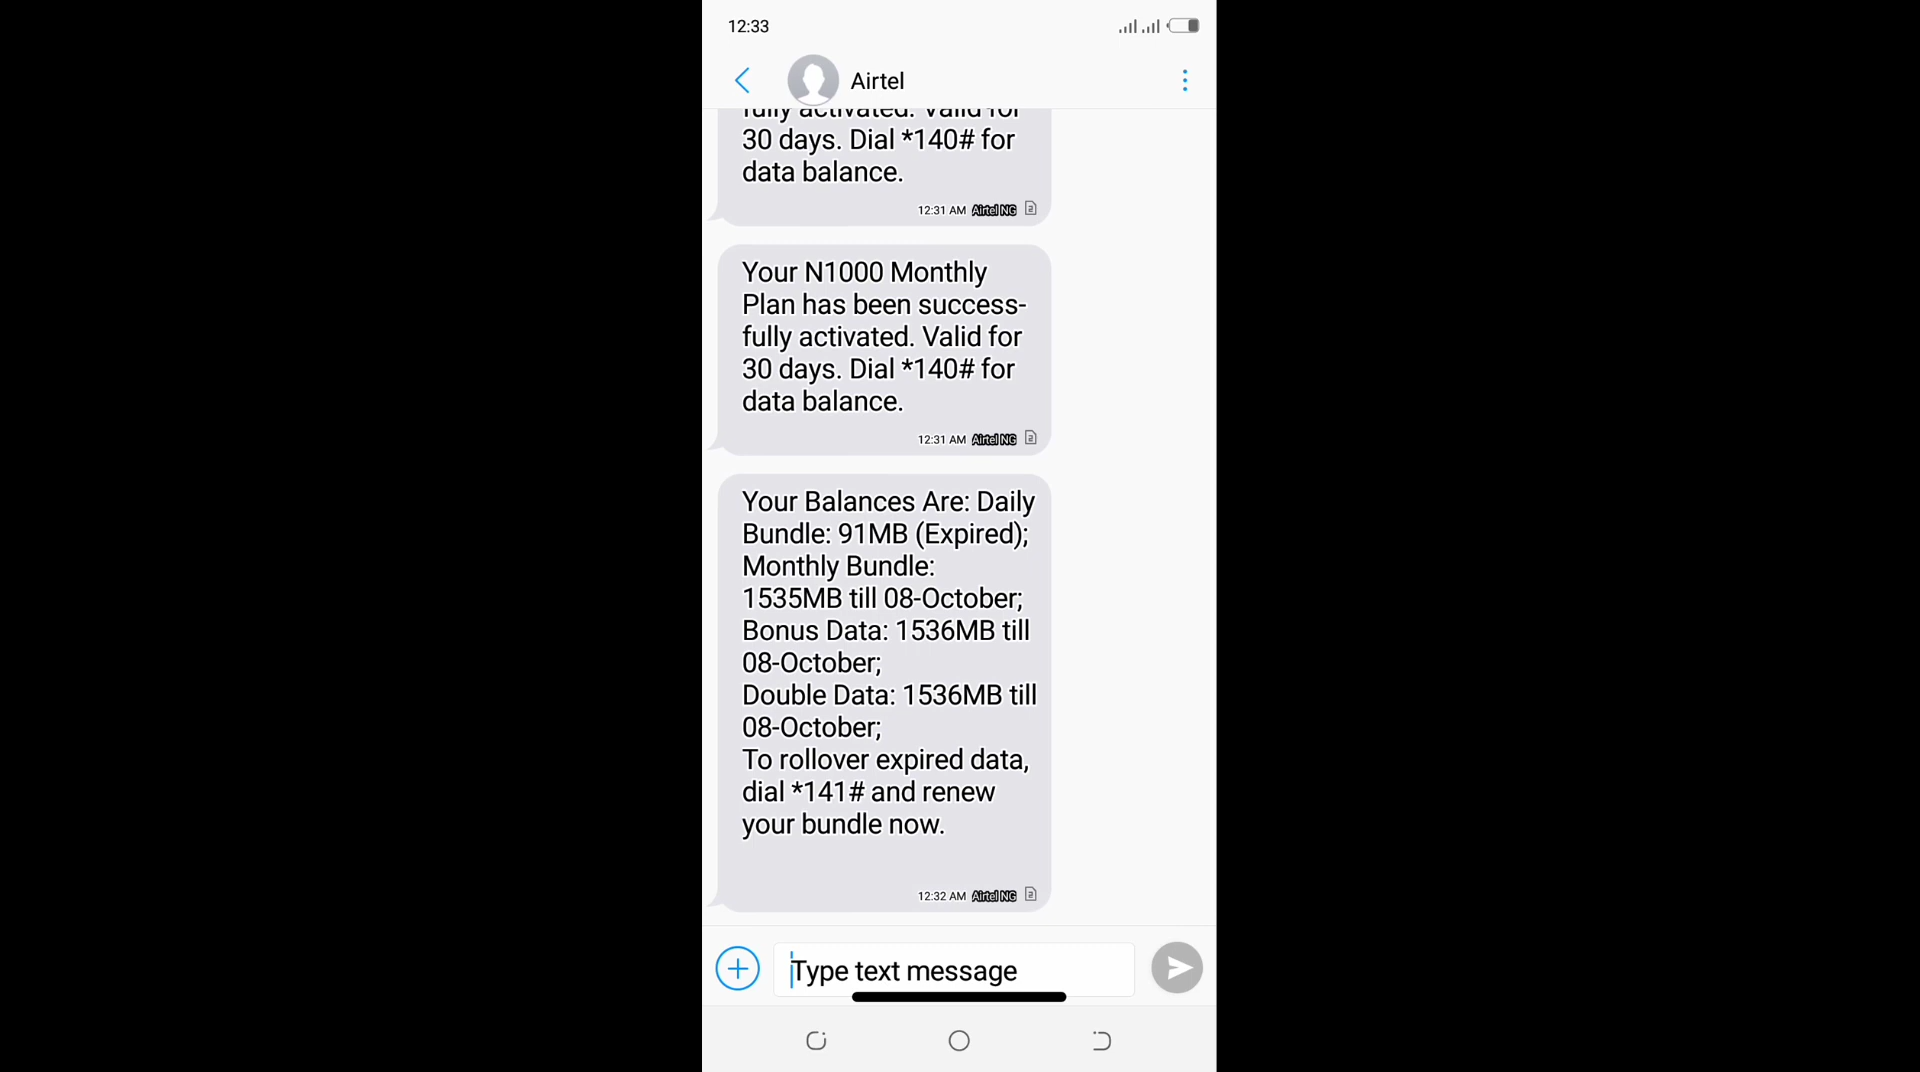 12:33
Airtel
fully activated. Valid for
30 days. Dial *140# for
data balance.
12:31 AM Airtel NG
Your N1000 Monthly
Plan has been success-
fully activated. Valid for
30 days. Dial *140# for
data balance.
12:31 AM Airtel NG
Your Balances Are: Daily
Bundle: 91MB (Expired);
Monthly Bundle:
1535MB till 08-October;
Bonus Data: 1536MB till
08-October;
Double Data: 1536MB till
08-October;
To rollover expired data,
dial *141# and renew
your bundle now.
12:32 AM Airtel NG
Type text message